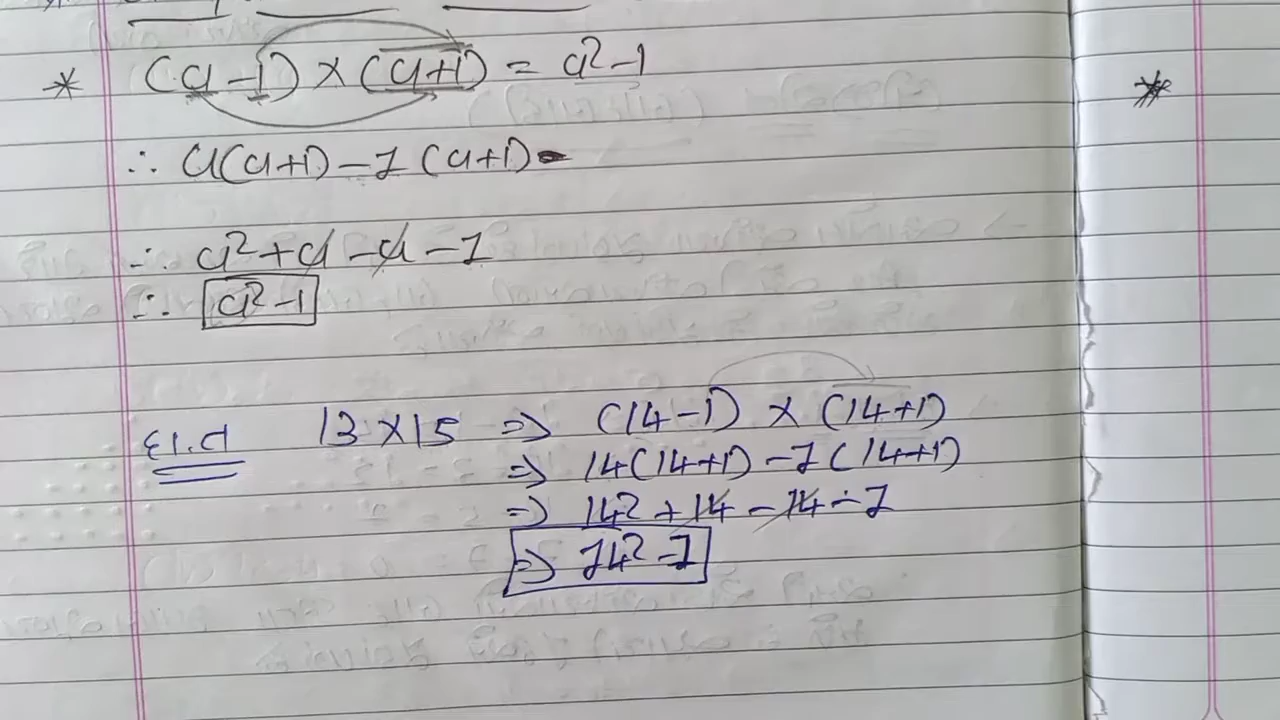 * (a-1)×(a+1) = a²-1
∴ a(a+1)-1(a+1)
∴ a²+a-a-1
∴ a²-1
દા.ત 13×15 ⇒ (14-1) × (14+1)
⇒ 14(14+1)-1(14+1)
⇒ 14²+14-14-1
⇒ 14²-1
*